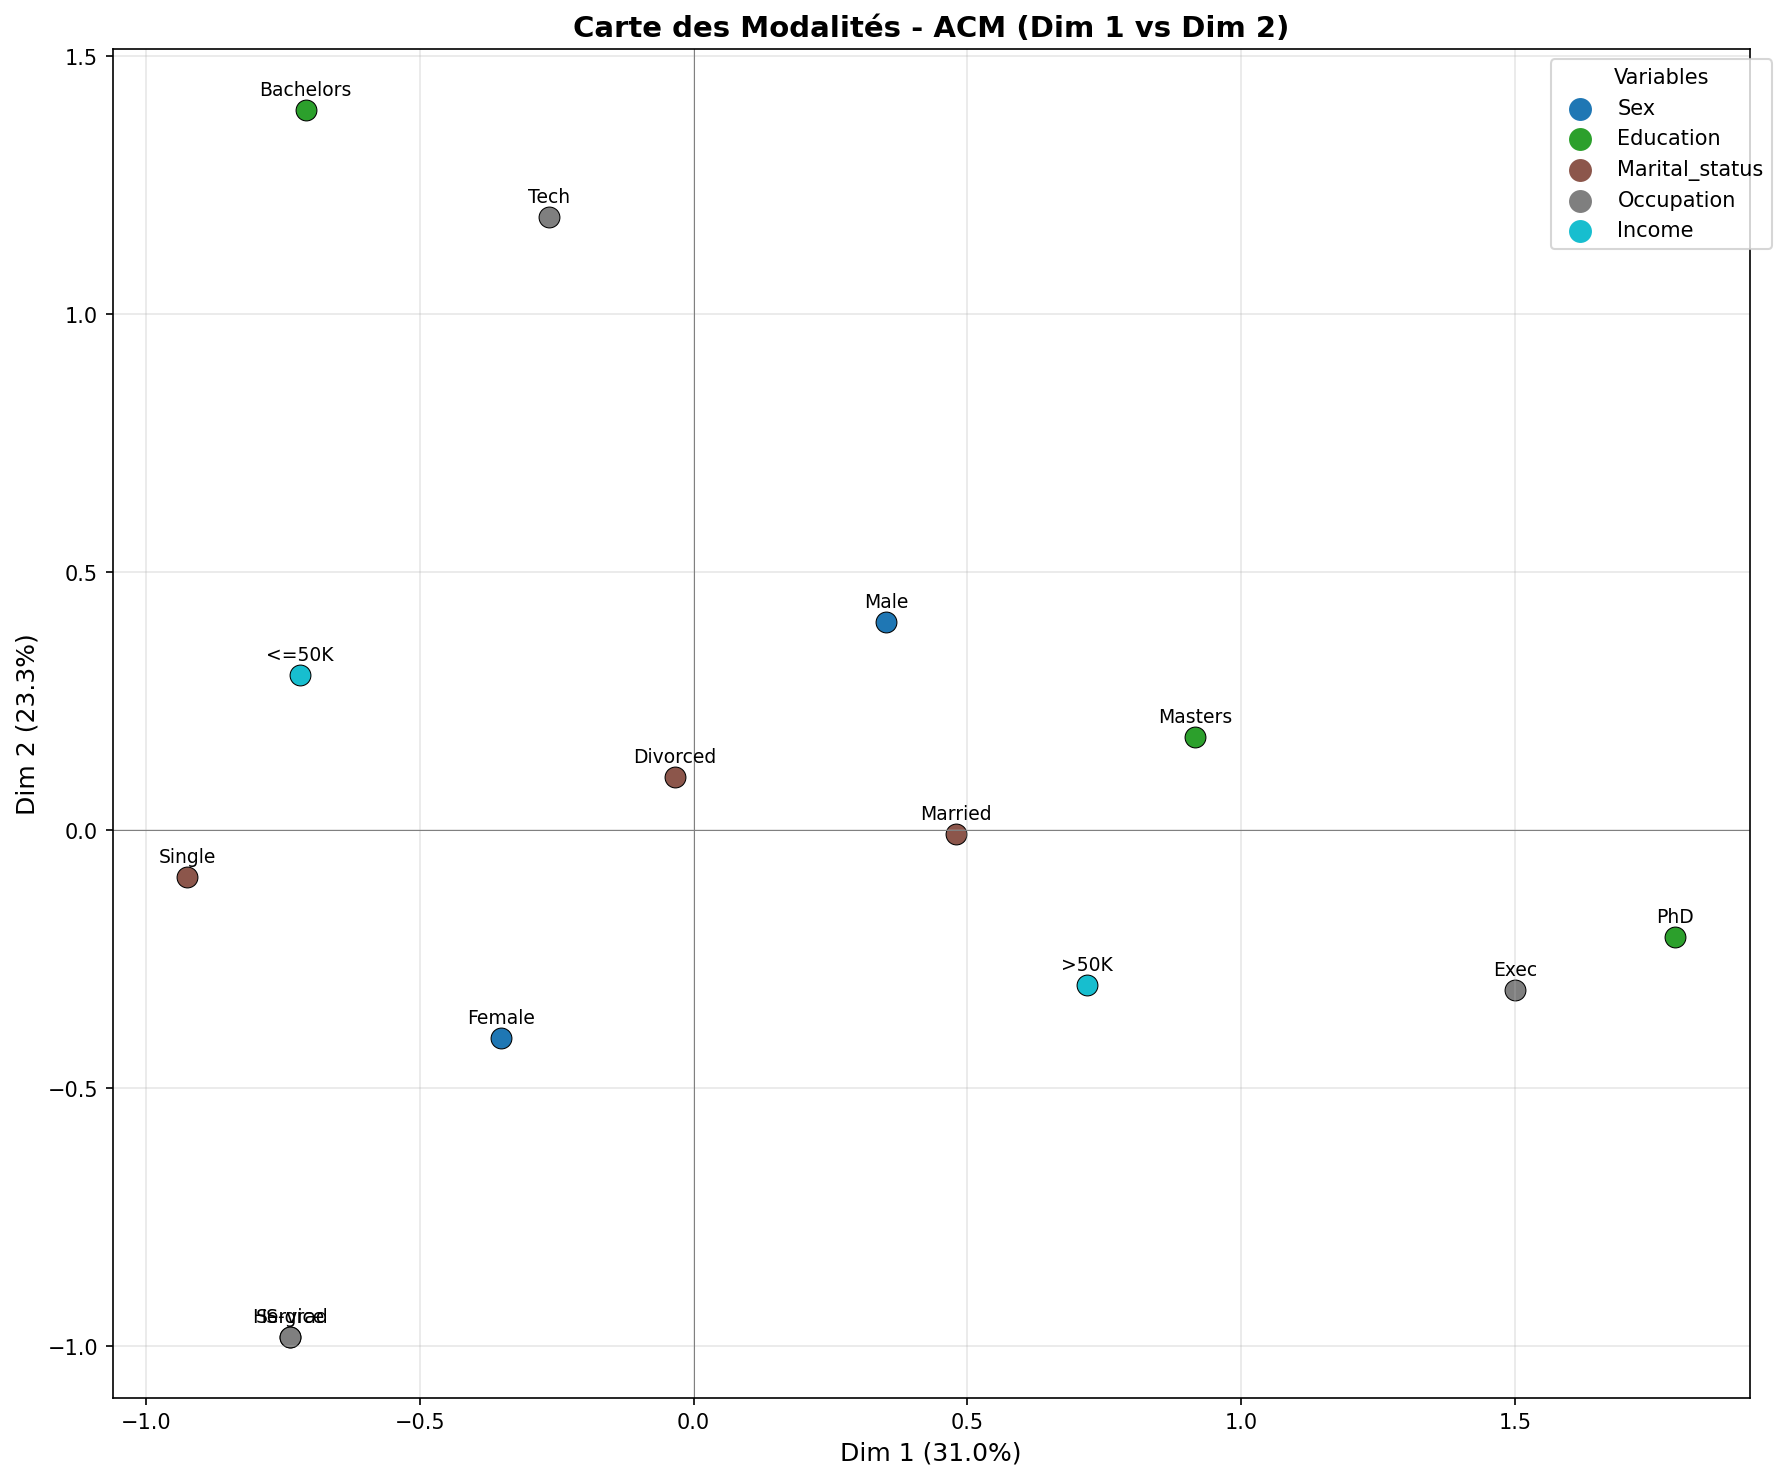 Carte des Modalités - ACM (Dim 1 vs Dim 2)
Variables
Sex
Education
Marital_status
Occupation
Income
Bachelors
Tech
Male
<=50K
Masters
Divorced
Married
Single
PhD
>50K
Exec
Female
HS-grad
Service
1.5
1.0
0.5
0.0
−0.5
−1.0
Dim 2 (23.3%)
−1.0
−0.5
0.0
0.5
1.0
1.5
Dim 1 (31.0%)